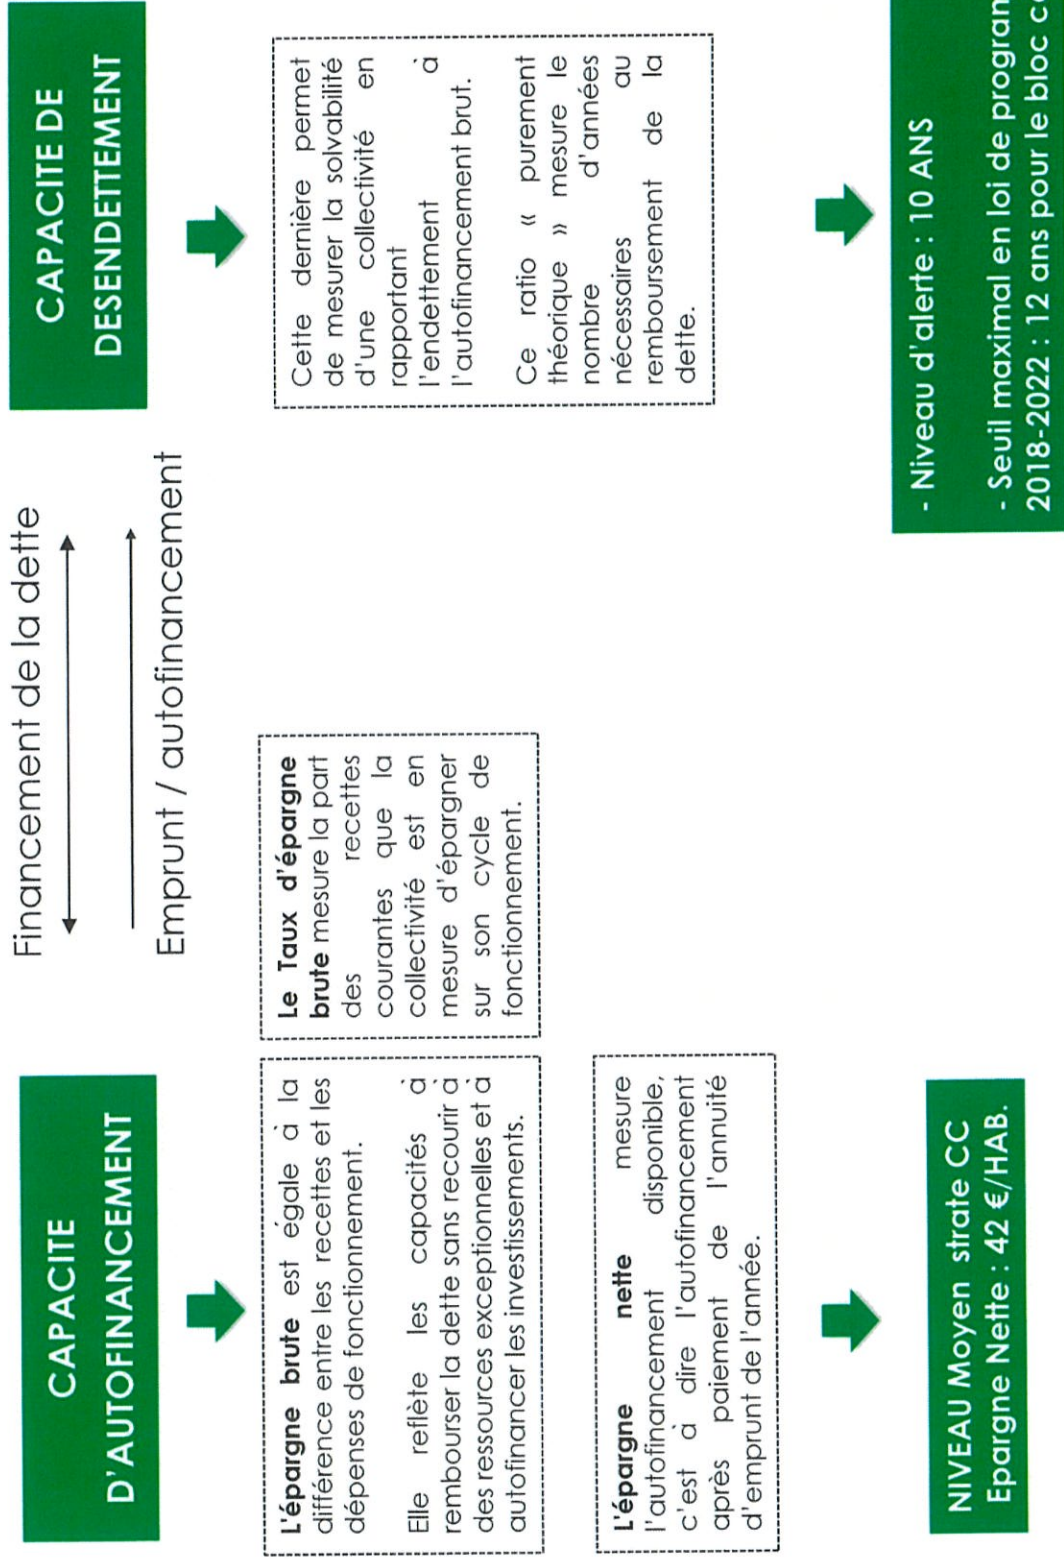 CAPACITE
D'AUTOFINANCEMENT
L'épargne brute est égale à la
différence entre les recettes et les
dépenses de fonctionnement.
Elle reflète les capacités à
rembourser la dette sans recourir à
des ressources exceptionnelles et à
autofinancer les investissements.
L'épargne nette mesure
l'autofinancement disponible,
c'est à dire l'autofinancement
après paiement de l'annuité
d'emprunt de l'année.
NIVEAU Moyen strate CC
Epargne Nette : 42 €/HAB.
Financement de la dette
Emprunt / autofinancement
Le Taux d'épargne
brute mesure la part
des recettes
courantes que la
collectivité est en
mesure d'épargner
sur son cycle de
fonctionnement.
CAPACITE DE
DESENDETTEMENT
Cette dernière permet
de mesurer la solvabilité
d'une collectivité en
rapportant
l'endettement à
l'autofinancement brut.
Ce ratio « purement
théorique » mesure le
nombre d'années
nécessaires au
remboursement de la
dette.
- Niveau d'alerte : 10 ANS
- Seuil maximal en loi de
2018-2022 : 12 ans pour le bloc